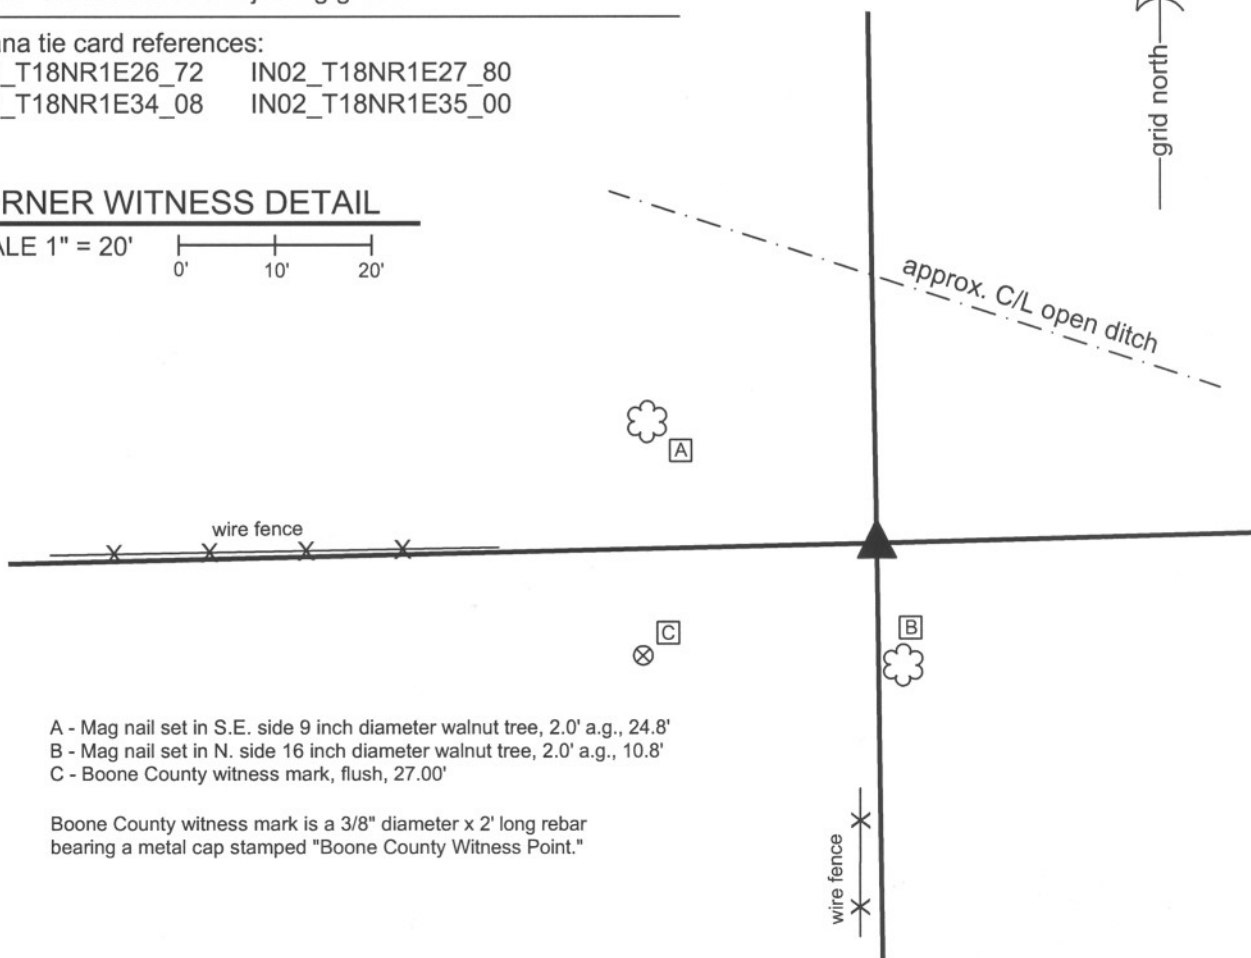 ana tie card references:
_T18NR1E26_72 IN02_T18NR1E27_80
_T18NR1E34_08 IN02_T18NR1E35_00
grid north
RNER WITNESS DETAIL
ALE 1" = 20'
0' 10' 20'
approx. C/L open ditch
A
wire fence
B
C
A - Mag nail set in S.E. side 9 inch diameter walnut tree, 2.0' a.g., 24.8'
B - Mag nail set in N. side 16 inch diameter walnut tree, 2.0' a.g., 10.8'
C - Boone County witness mark, flush, 27.00'
Boone County witness mark is a 3/8" diameter x 2' long rebar
bearing a metal cap stamped "Boone County Witness Point."
wire fence